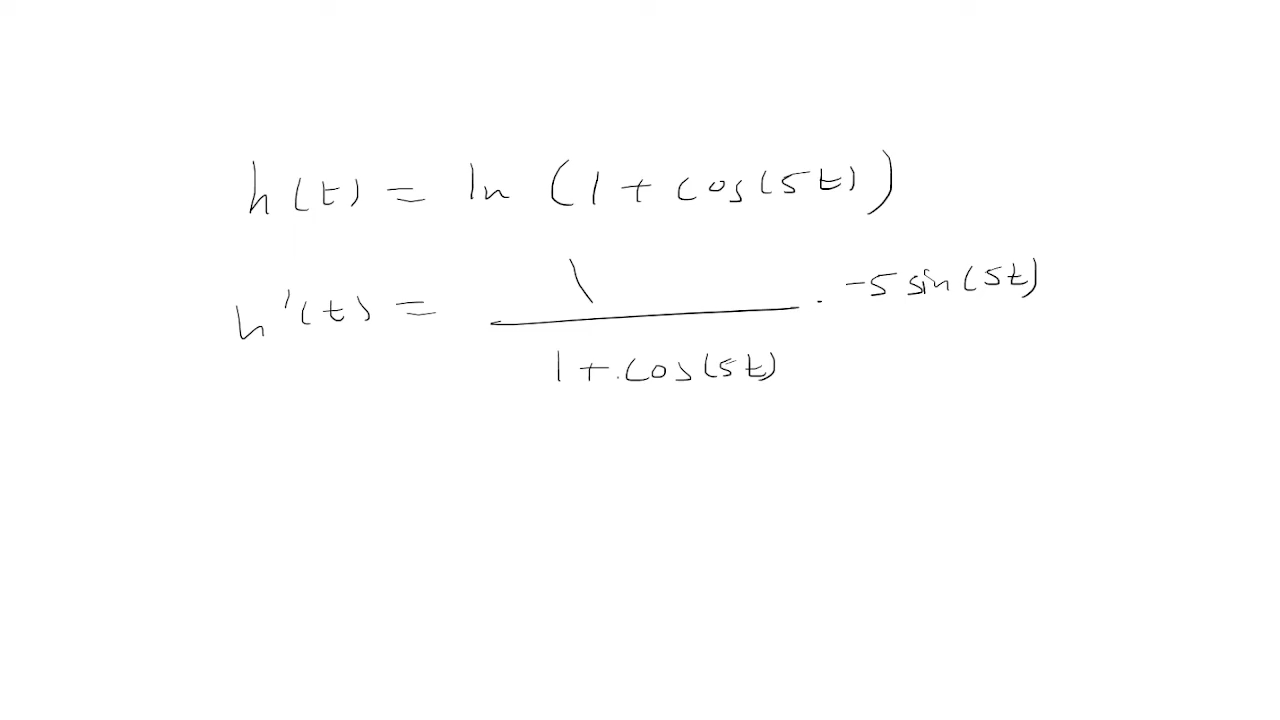 h(t) = ln (1 + cos(5t))
h'(t) = 1 / 1 + cos(5t) · -5 sin(5t)